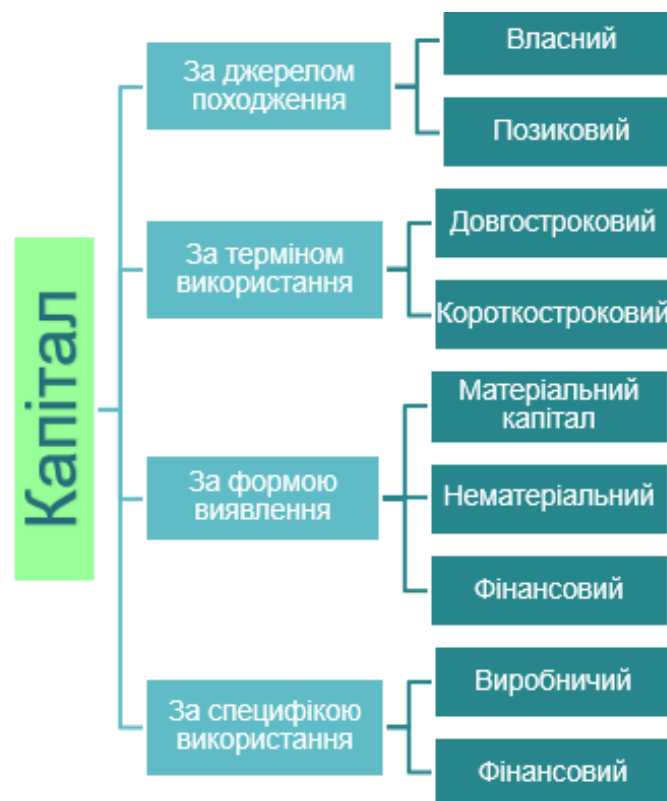 Капітал
За джерелом
походження
Власний
Позиковий
За терміном
використання
Довгостроковий
Короткостроковий
За формою
виявлення
Матеріальний
капітал
Нематеріальний
Фінансовий
За специфікою
використання
Виробничий
Фінансовий